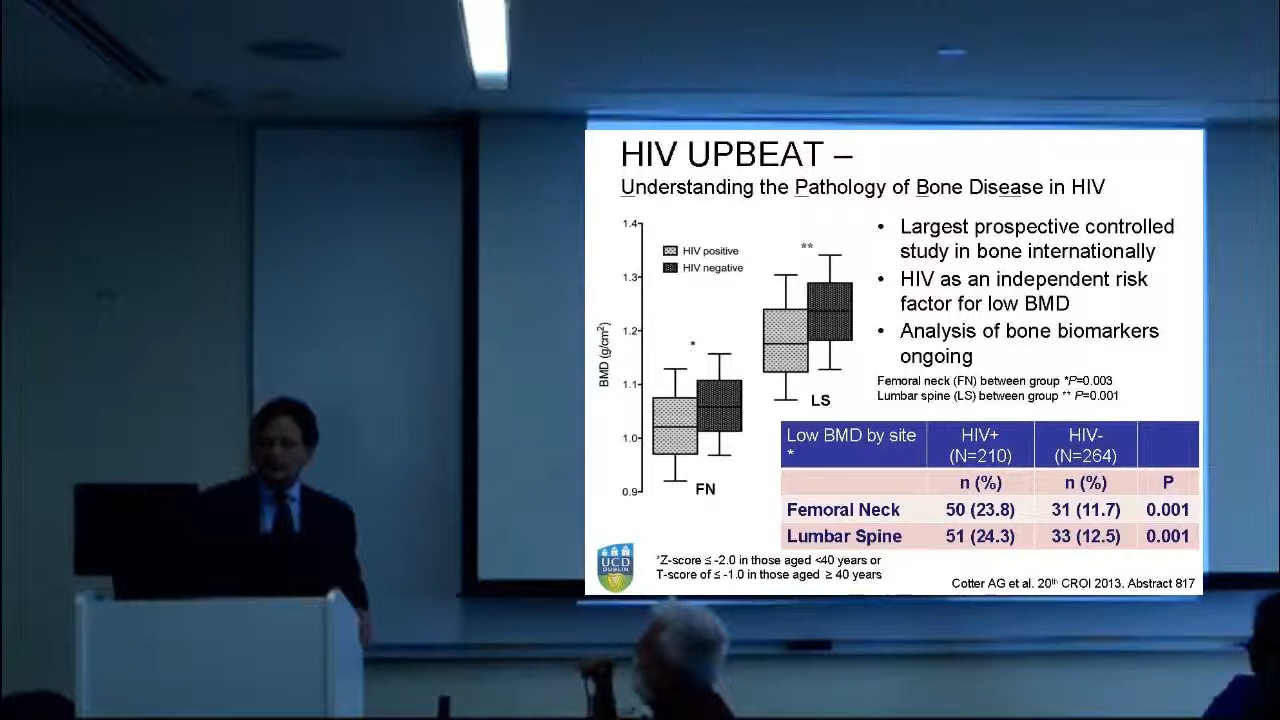 HIV UPBEAT –
Understanding the Pathology of Bone Disease in HIV
1.4
1.3
1.2
1.1
1.0
0.9
BMD (g/cm²)
HIV positive
HIV negative
*
**
FN
LS
• Largest prospective controlled
study in bone internationally
• HIV as an independent risk
factor for low BMD
• Analysis of bone biomarkers
ongoing
Femoral neck (FN) between group *P=0.003
Lumbar spine (LS) between group ** P=0.001
Low BMD by site * HIV+ (N=210) HIV- (N=264)
n (%) n (%) P
Femoral Neck 50 (23.8) 31 (11.7) 0.001
Lumbar Spine 51 (24.3) 33 (12.5) 0.001
UCD
DUBLIN
*Z-score ≤ -2.0 in those aged <40 years or
T-score of ≤ -1.0 in those aged ≥ 40 years
Cotter AG et al. 20th CROI 2013. Abstract 817